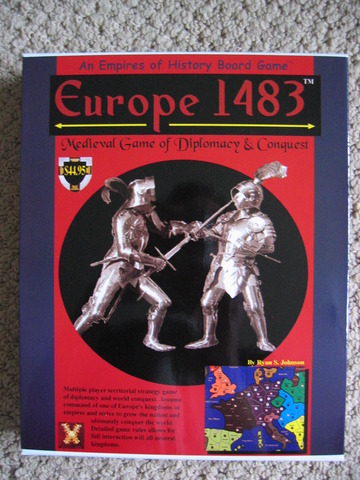 An Empires of History Board Game
Europe 1483™
Medieval Game of Diplomacy & Conquest
$44.95
By Ryan S. Johnson
Multiple player territorial strategy game
of diplomacy and world conquest. Assume
command of one of Europe's kingdoms or
empires and strive to grow the nation and
ultimately conquer the world.
Detailed game rules allows for
full interaction will all neutral
kingdoms.